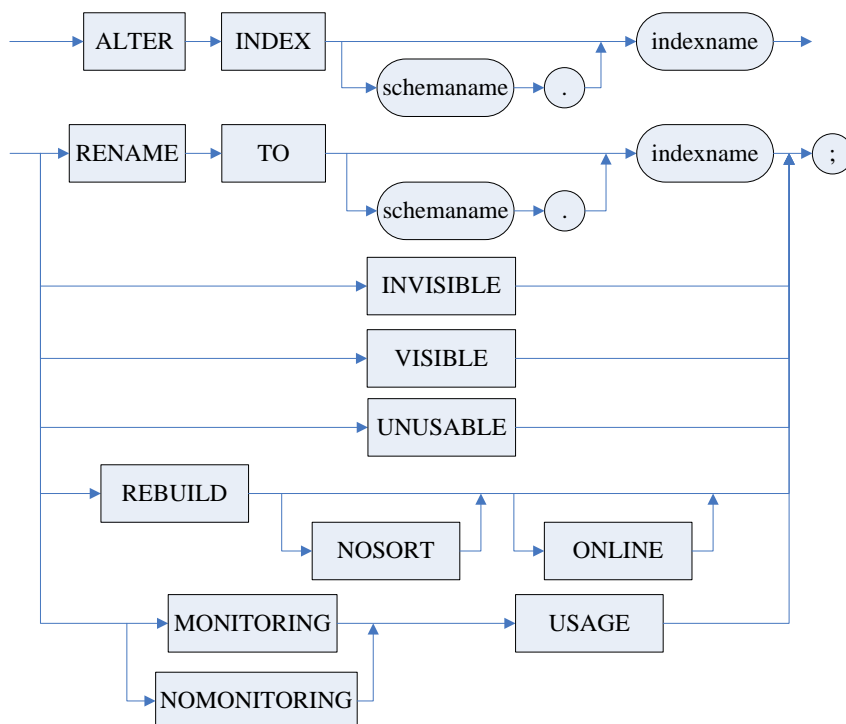 ALTER INDEX indexname
schemaname .
RENAME TO indexname ;
schemaname .
INVISIBLE
VISIBLE
UNUSABLE
REBUILD
NOSORT ONLINE
MONITORING USAGE
NOMONITORING